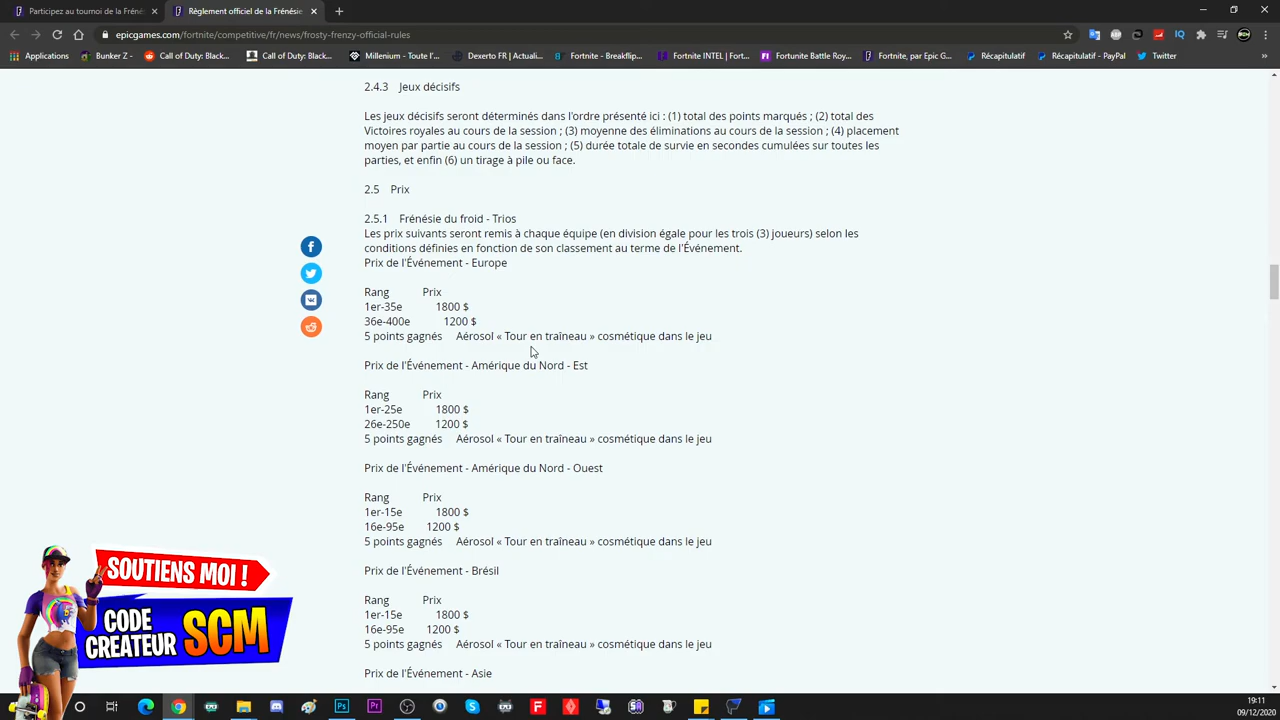 Participez au tournoi de la Fréné
Règlement officiel de la Frénésie
epicgames.com/fortnite/competitive/fr/news/frosty-frenzy-official-rules
Applications
Bunker Z -
Call of Duty: Black...
Call of Duty: Black...
Millenium - Toute l'...
Dexerto FR | Actuali...
Fortnite - Breakflip...
Fortnite INTEL | Fort...
Fortunite Battle Roy...
Fortnite, par Epic G...
Récapitulatif
Récapitulatif - PayPal
Twitter
2.4.3 Jeux décisifs
Les jeux décisifs seront déterminés dans l'ordre présenté ici : (1) total des points marqués ; (2) total des
Victoires royales au cours de la session ; (3) moyenne des éliminations au cours de la session ; (4) placement
moyen par partie au cours de la session ; (5) durée totale de survie en secondes cumulées sur toutes les
parties, et enfin (6) un tirage à pile ou face.
2.5 Prix
2.5.1 Frénésie du froid - Trios
Les prix suivants seront remis à chaque équipe (en division égale pour les trois (3) joueurs) selon les
conditions définies en fonction de son classement au terme de l'Événement.
Prix de l'Événement - Europe
Rang Prix
1er-35e 1800 $
36e-400e 1200 $
5 points gagnés Aérosol « Tour en traîneau » cosmétique dans le jeu
Prix de l'Événement - Amérique du Nord - Est
Rang Prix
1er-25e 1800 $
26e-250e 1200 $
5 points gagnés Aérosol « Tour en traîneau » cosmétique dans le jeu
Prix de l'Événement - Amérique du Nord - Ouest
Rang Prix
1er-15e 1800 $
16e-95e 1200 $
5 points gagnés Aérosol « Tour en traîneau » cosmétique dans le jeu
Prix de l'Événement - Brésil
Rang Prix
1er-15e 1800 $
16e-95e 1200 $
5 points gagnés Aérosol « Tour en traîneau » cosmétique dans le jeu
Prix de l'Événement - Asie
SOUTIENS MOI !
CODE
CREATEUR SCM
19:11
09/12/2020